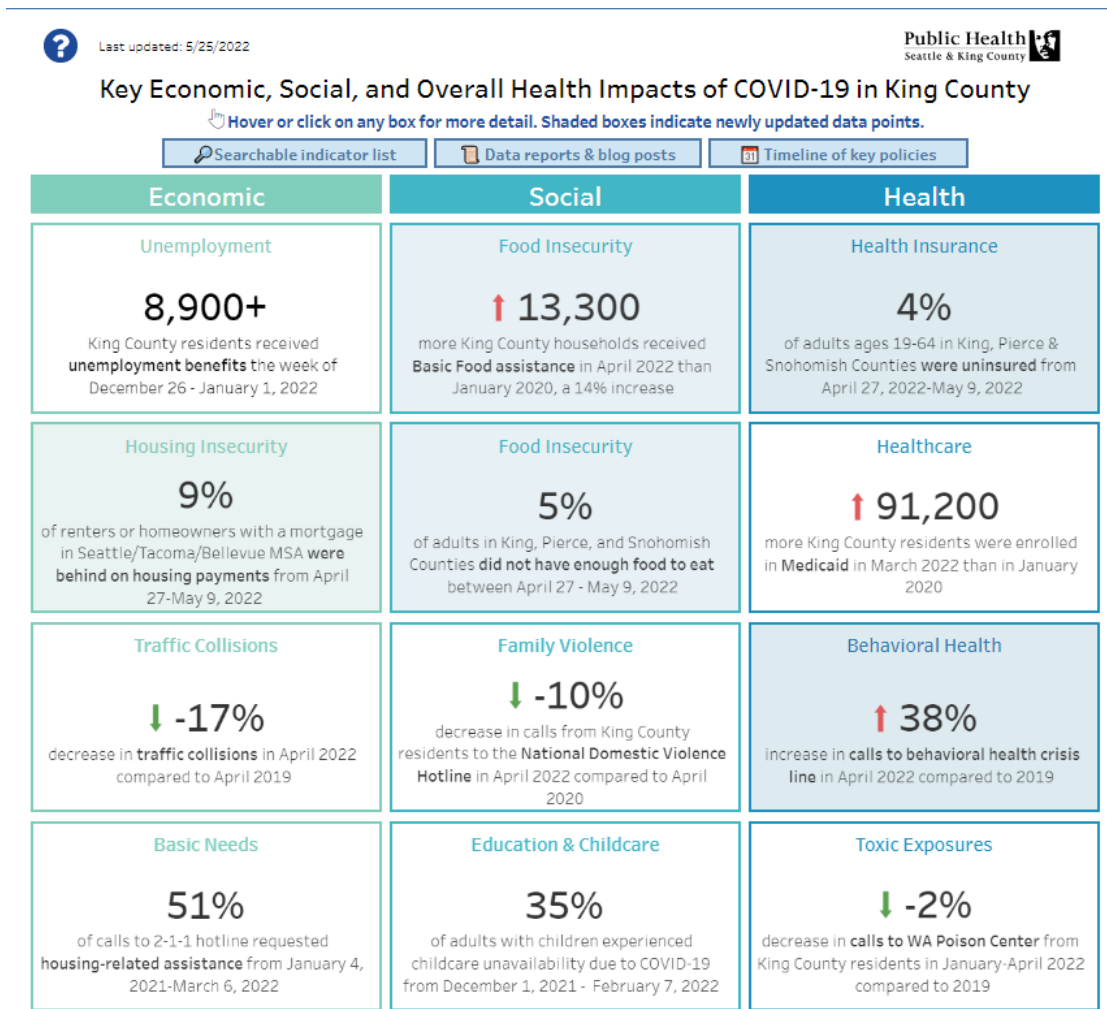 ?
Last updated: 5/25/2022
Public Health
Seattle & King County
Key Economic, Social, and Overall Health Impacts of COVID-19 in King County
Hover or click on any box for more detail. Shaded boxes indicate newly updated data points.
Searchable indicator list
Data reports & blog posts
31
Timeline of key policies
Economic
Social
Health
Unemployment
8,900+
King County residents received
unemployment benefits the week of
December 26 - January 1, 2022
Food Insecurity
13,300
more King County households received
Basic Food assistance in April 2022 than
January 2020, a 14% increase
Health Insurance
4%
of adults ages 19-64 in King, Pierce &
Snohomish Counties were uninsured from
April 27, 2022-May 9, 2022
Housing Insecurity
9%
of renters or homeowners with a mortgage
in Seattle/Tacoma/Bellevue MSA were
behind on housing payments from April
27-May 9, 2022
Food Insecurity
5%
of adults in King, Pierce, and Snohomish
Counties did not have enough food to eat
between April 27 - May 9, 2022
Healthcare
91,200
more King County residents were enrolled
in Medicaid in March 2022 than in January
2020
Traffic Collisions
-17%
decrease in traffic collisions in April 2022
compared to April 2019
Family Violence
-10%
decrease in calls from King County
residents to the National Domestic Violence
Hotline in April 2022 compared to April
2020
Behavioral Health
38%
increase in calls to behavioral health crisis
line in April 2022 compared to 2019
Basic Needs
51%
of calls to 2-1-1 hotline requested
housing-related assistance from January 4,
2021-March 6, 2022
Education & Childcare
35%
of adults with children experienced
childcare unavailability due to COVID-19
from December 1, 2021 - February 7, 2022
Toxic Exposures
-2%
decrease in calls to WA Poison Center from
King County residents in January-April 2022
compared to 2019